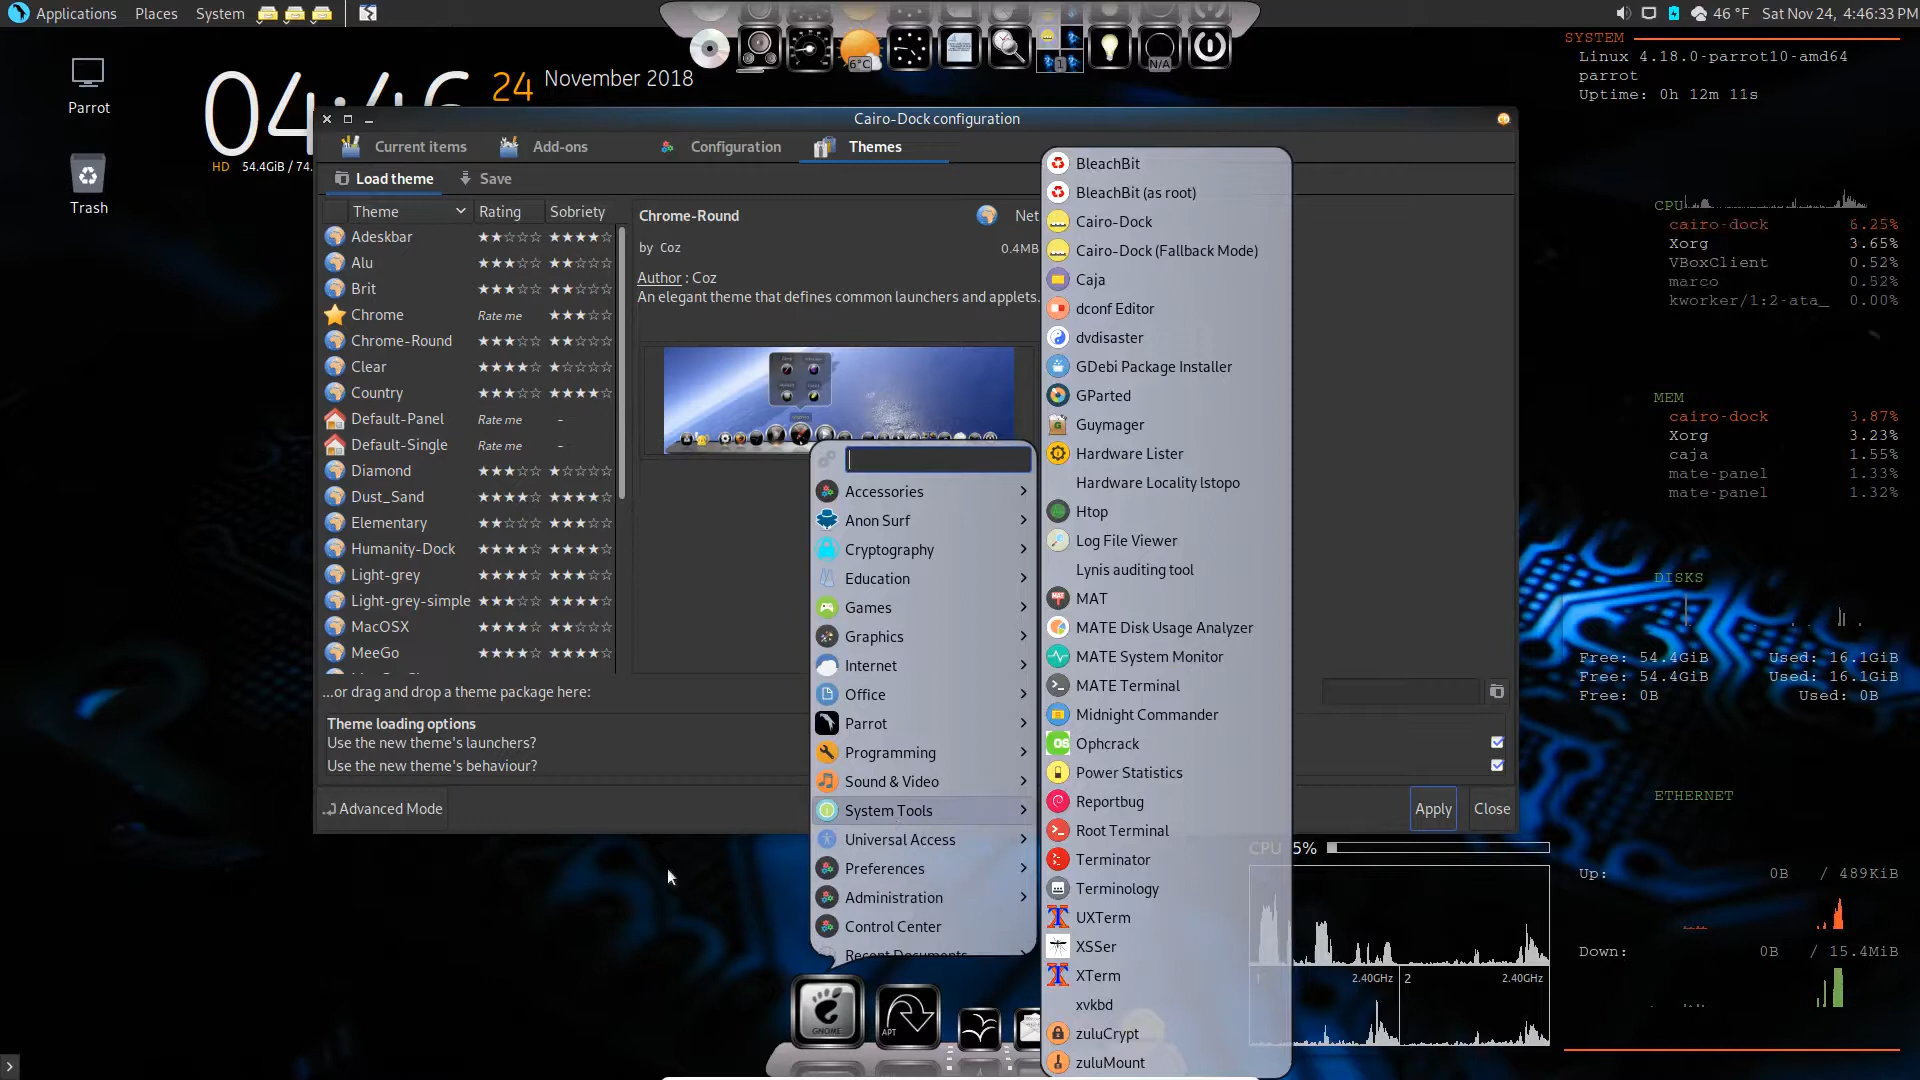 Applications Places System
46 °F Sat Nov 24, 4:46:33 PM
6°C
1
N/A
Parrot
Trash
04:46
24 November 2018
HD 54.4GiB / 74.
Cairo-Dock configuration
Current items Add-ons Configuration Themes
Load theme Save
Theme Rating Sobriety
Adeskbar
Alu
Brit
Chrome Rate me
Chrome-Round
Clear
Country
Default-Panel Rate me -
Default-Single Rate me -
Diamond
Dust_Sand
Elementary
Humanity-Dock
Light-grey
Light-grey-simple
MacOSX
MeeGo
...or drag and drop a theme package here:
Theme loading options
Use the new theme's launchers?
Use the new theme's behaviour?
Advanced Mode
Apply Close
Chrome-Round Net
by Coz 0.4MB
Author : Coz
An elegant theme that defines common launchers and applets.
Accessories
Anon Surf
Cryptography
Education
Games
Graphics
Internet
Office
Parrot
Programming
Sound & Video
System Tools
Universal Access
Preferences
Administration
Control Center
Recent Documents
GNOME
APT
BleachBit
BleachBit (as root)
Cairo-Dock
Cairo-Dock (Fallback Mode)
Caja
dconf Editor
dvdisaster
GDebi Package Installer
GParted
Guymager
Hardware Lister
Hardware Locality lstopo
Htop
Log File Viewer
Lynis auditing tool
MAT
MATE Disk Usage Analyzer
MATE System Monitor
MATE Terminal
Midnight Commander
Ophcrack
Power Statistics
Reportbug
Root Terminal
Terminator
Terminology
UXTerm
XSSer
XTerm
xvkbd
zuluCrypt
zuluMount
SYSTEM
Linux 4.18.0-parrot10-amd64
parrot
Uptime: 0h 12m 11s
CPU
cairo-dock 6.25%
Xorg 3.65%
VBoxClient 0.52%
marco 0.52%
kworker/1:2-ata_ 0.00%
MEM
cairo-dock 3.87%
Xorg 3.23%
caja 1.55%
mate-panel 1.33%
mate-panel 1.32%
DISKS
Free: 54.4GiB Used: 16.1GiB
Free: 54.4GiB Used: 16.1GiB
Free: 0B Used: 0B
ETHERNET
Up: 0B / 489KiB
Down: 0B / 15.4MiB
CPU 5%
1 2.40GHz 2 2.40GHz